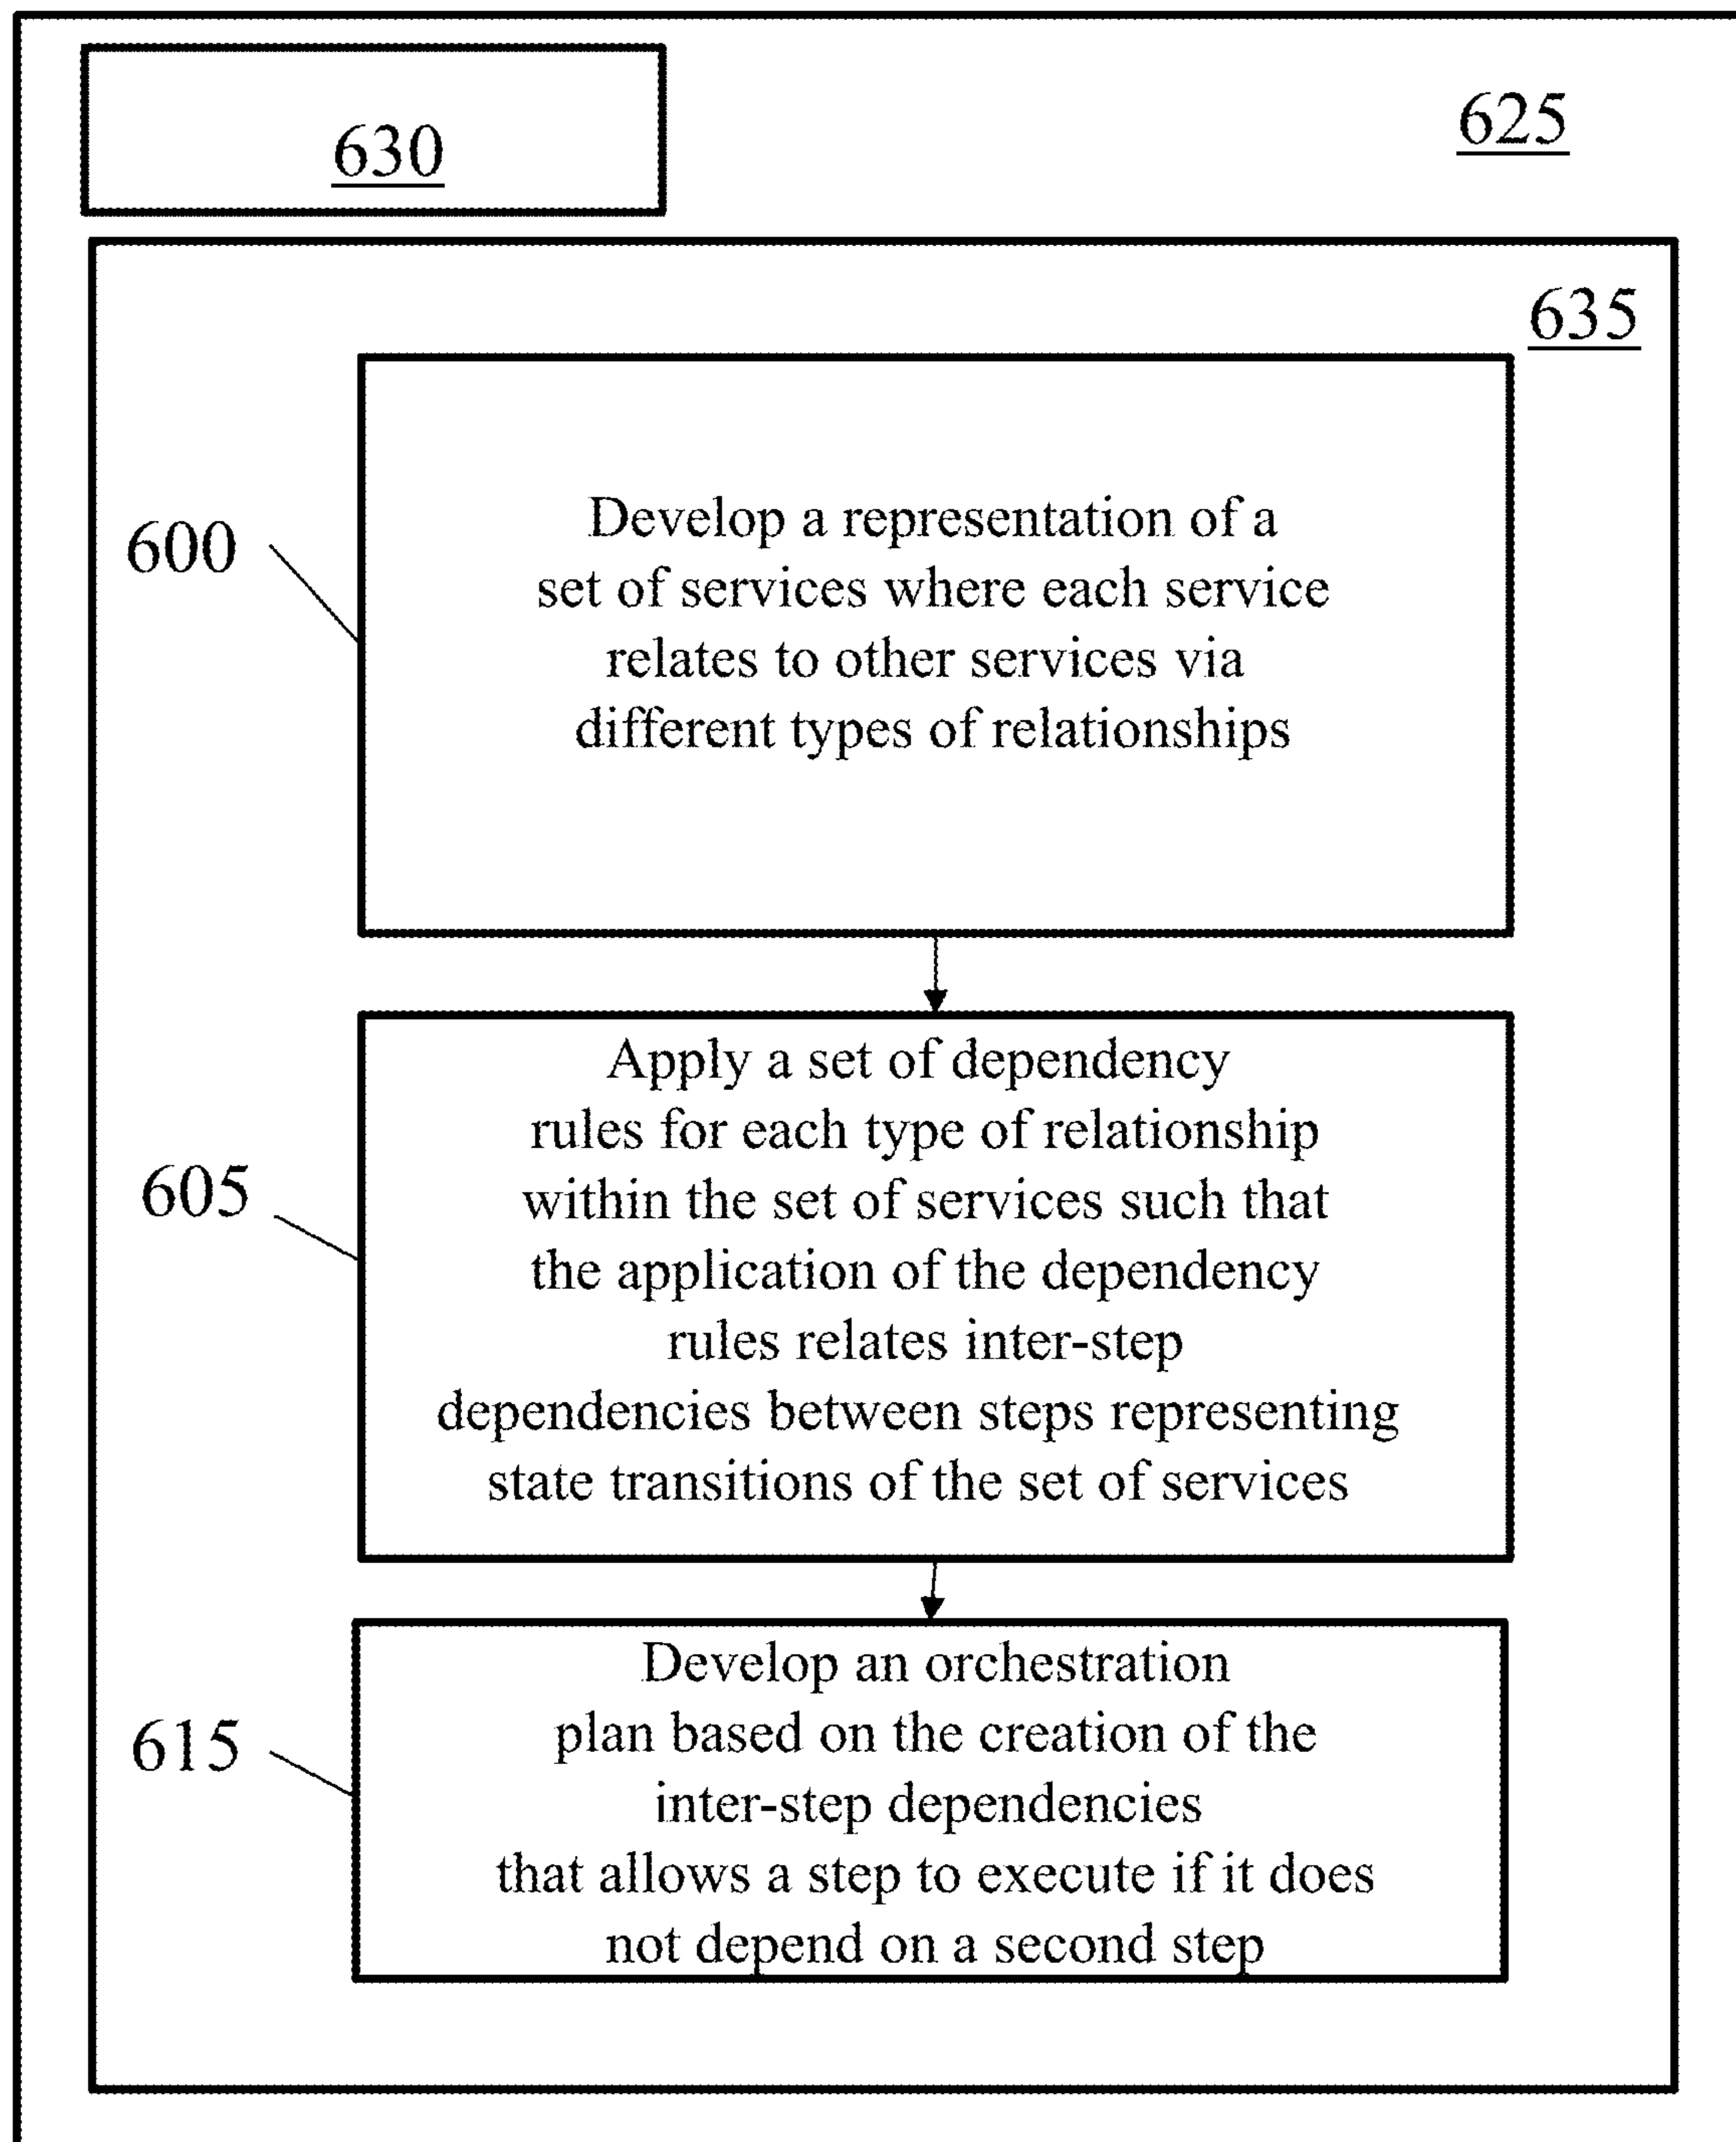 630
625
635
600
Develop a representation of a
set of services where each service
relates to other services via
different types of relationships
605
Apply a set of dependency
rules for each type of relationship
within the set of services such that
the application of the dependency
rules relates inter-step
dependencies between steps representing
state transitions of the set of services
615
Develop an orchestration
plan based on the creation of the
inter-step dependencies
that allows a step to execute if it does
not depend on a second step